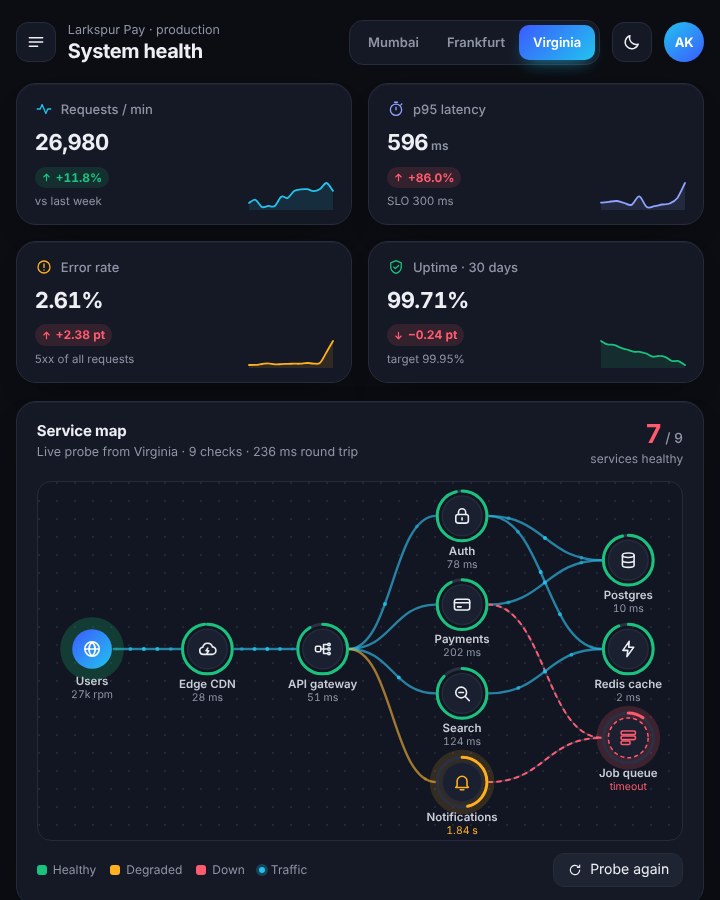 Larkspur Pay · production
System health
Mumbai
Frankfurt
Virginia
AK
Requests / min
26,980
+11.8%
vs last week
p95 latency
596 ms
+86.0%
SLO 300 ms
Error rate
2.61%
+2.38 pt
5xx of all requests
Uptime · 30 days
99.71%
−0.24 pt
target 99.95%
Service map
Live probe from Virginia · 9 checks · 236 ms round trip
7 / 9
services healthy
Auth
78 ms
Postgres
10 ms
Payments
202 ms
Users
27k rpm
Edge CDN
28 ms
API gateway
51 ms
Redis cache
2 ms
Search
124 ms
Job queue
timeout
Notifications
1.84 s
Healthy
Degraded
Down
Traffic
Probe again